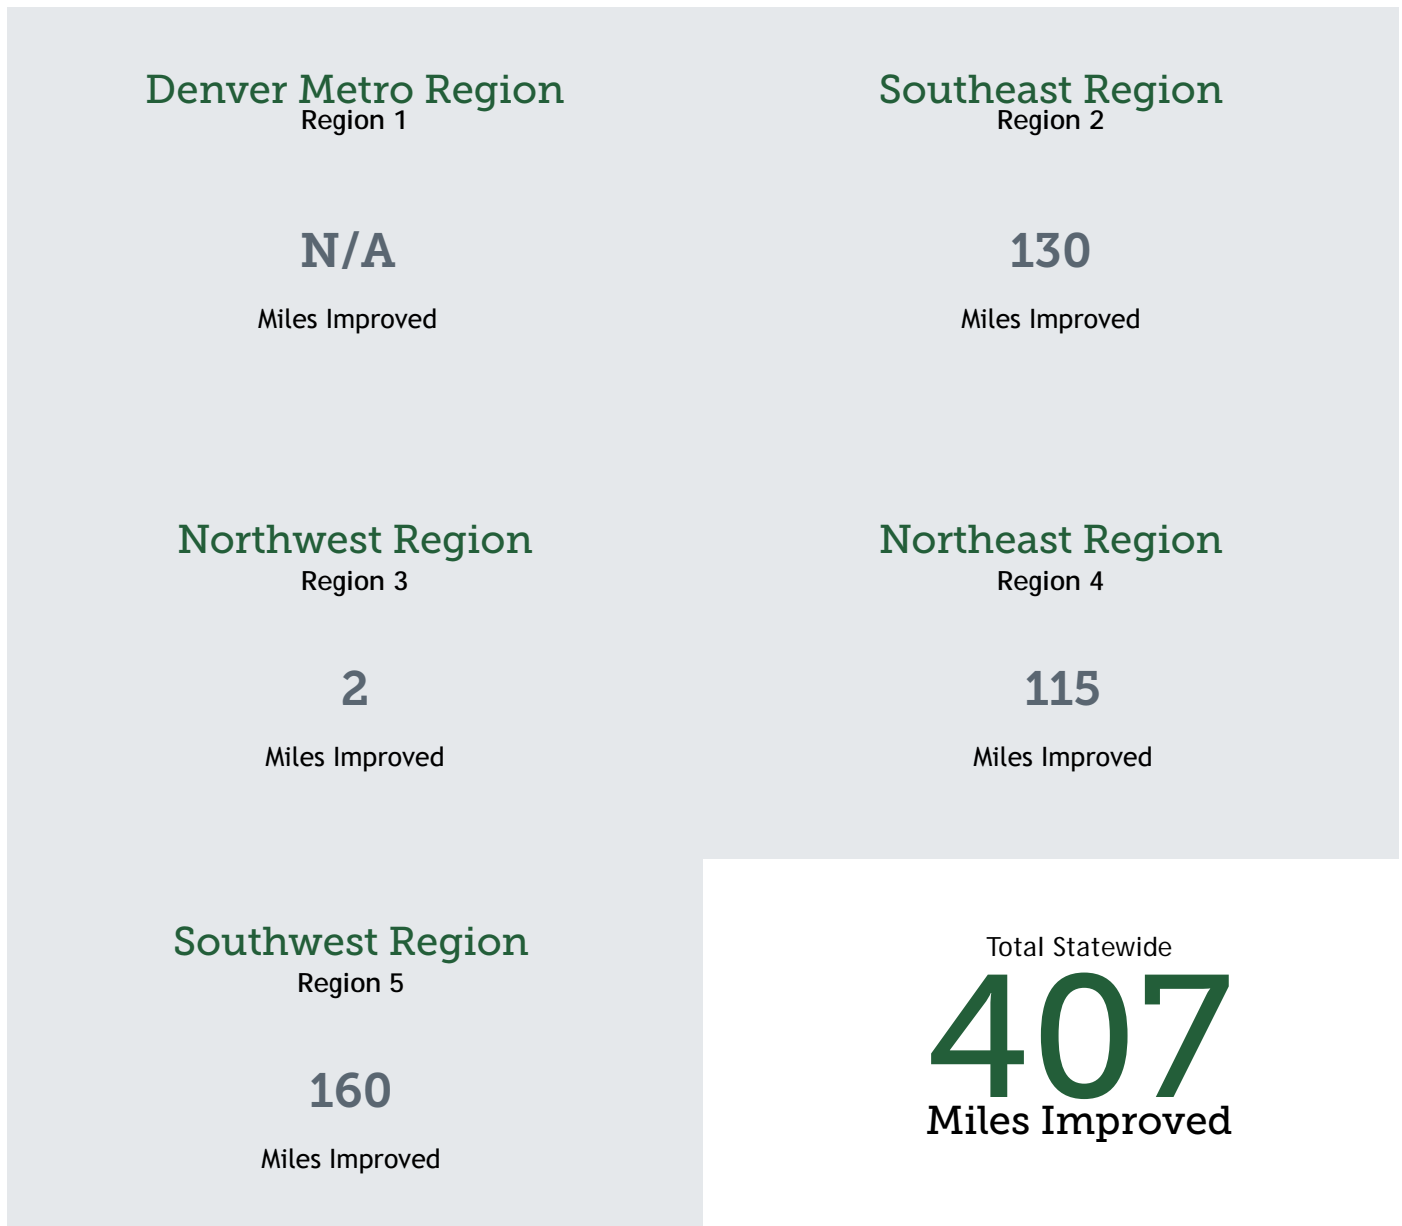 Denver Metro Region
Region 1
N/A
Miles Improved
Southeast Region
Region 2
130
Miles Improved
Northwest Region
Region 3
2
Miles Improved
Northeast Region
Region 4
115
Miles Improved
Southwest Region
Region 5
160
Miles Improved
Total Statewide
407
Miles Improved